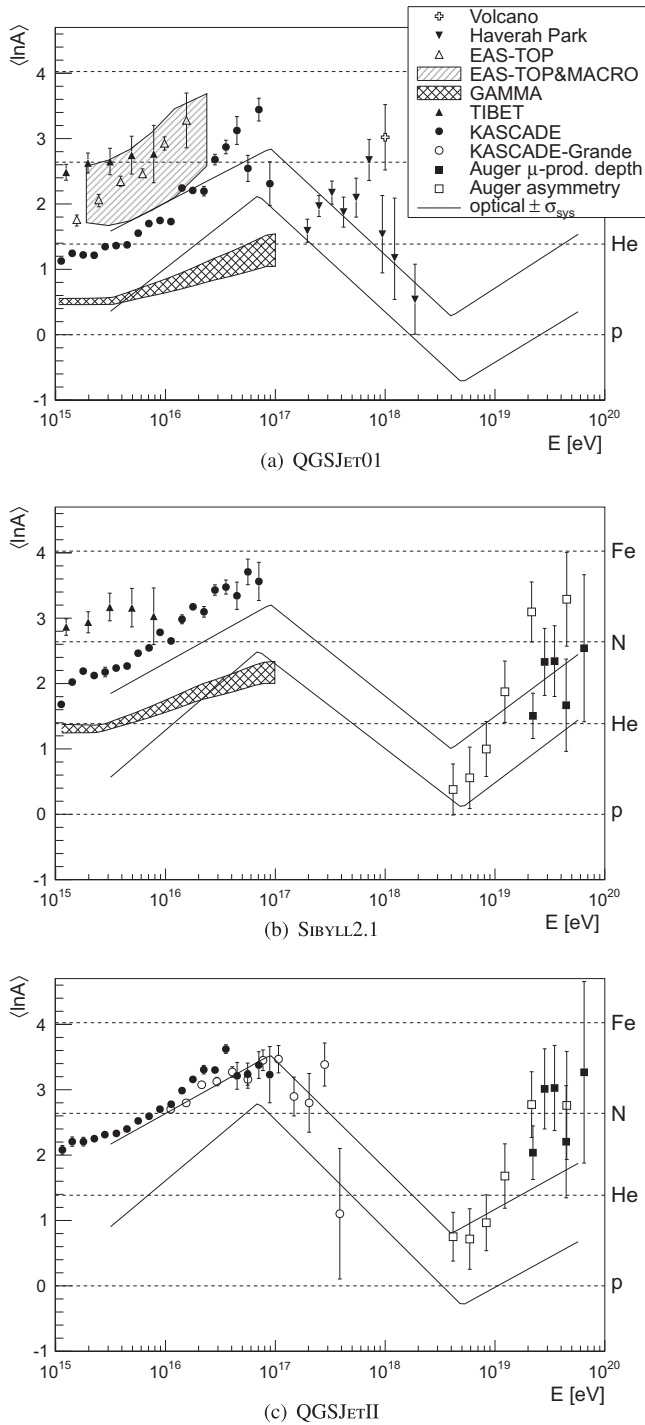 ⟨lnA⟩
4
3
2
1
0
-1
Volcano
Haverah Park
EAS-TOP
EAS-TOP&MACRO
GAMMA
TIBET
KASCADE
KASCADE-Grande
Auger μ-prod. depth
Auger asymmetry
optical ± σsys
He
p
10^15 10^16 10^17 10^18 10^19 10^20
E [eV]
(a) QGSJET01
⟨lnA⟩
4
3
2
1
0
-1
Fe
N
He
p
10^15 10^16 10^17 10^18 10^19 10^20
E [eV]
(b) SIBYLL2.1
⟨lnA⟩
4
3
2
1
0
-1
Fe
N
He
p
10^15 10^16 10^17 10^18 10^19 10^20
E [eV]
(c) QGSJETII